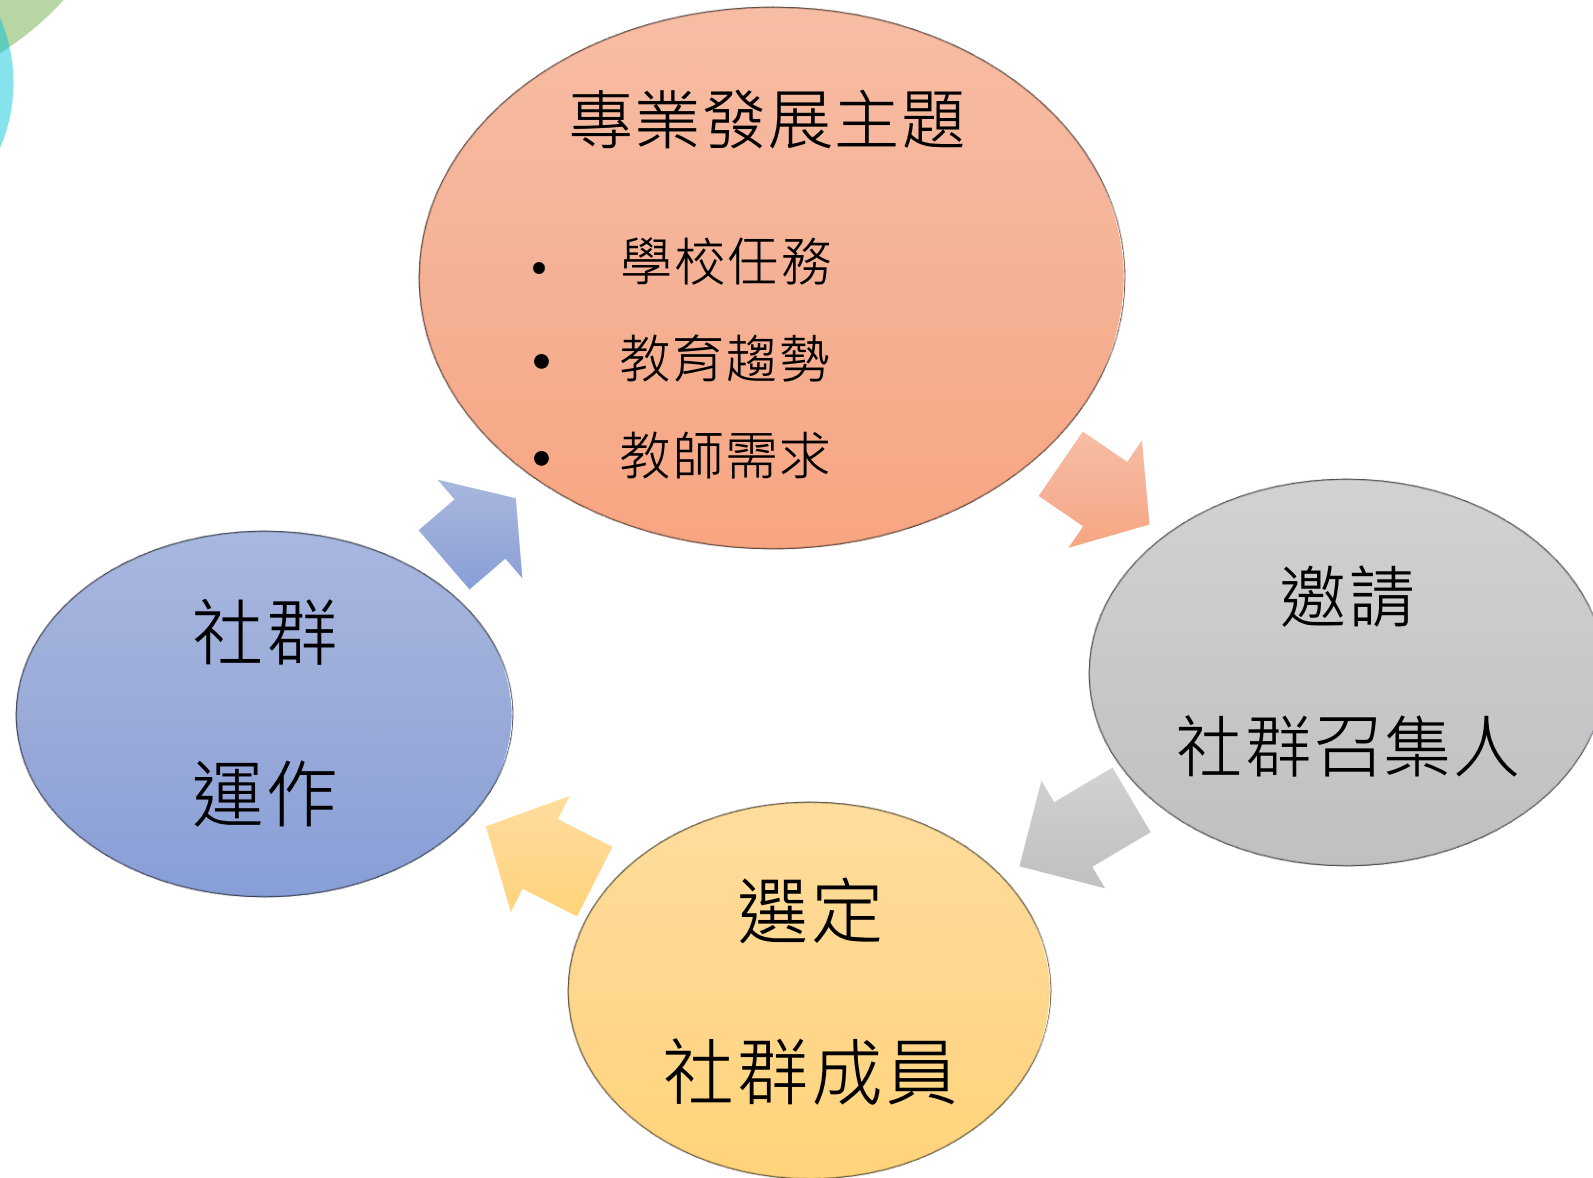 專業發展主題
• 學校任務
• 教育趨勢
• 教師需求
邀請
社群召集人
選定
社群成員
社群
運作